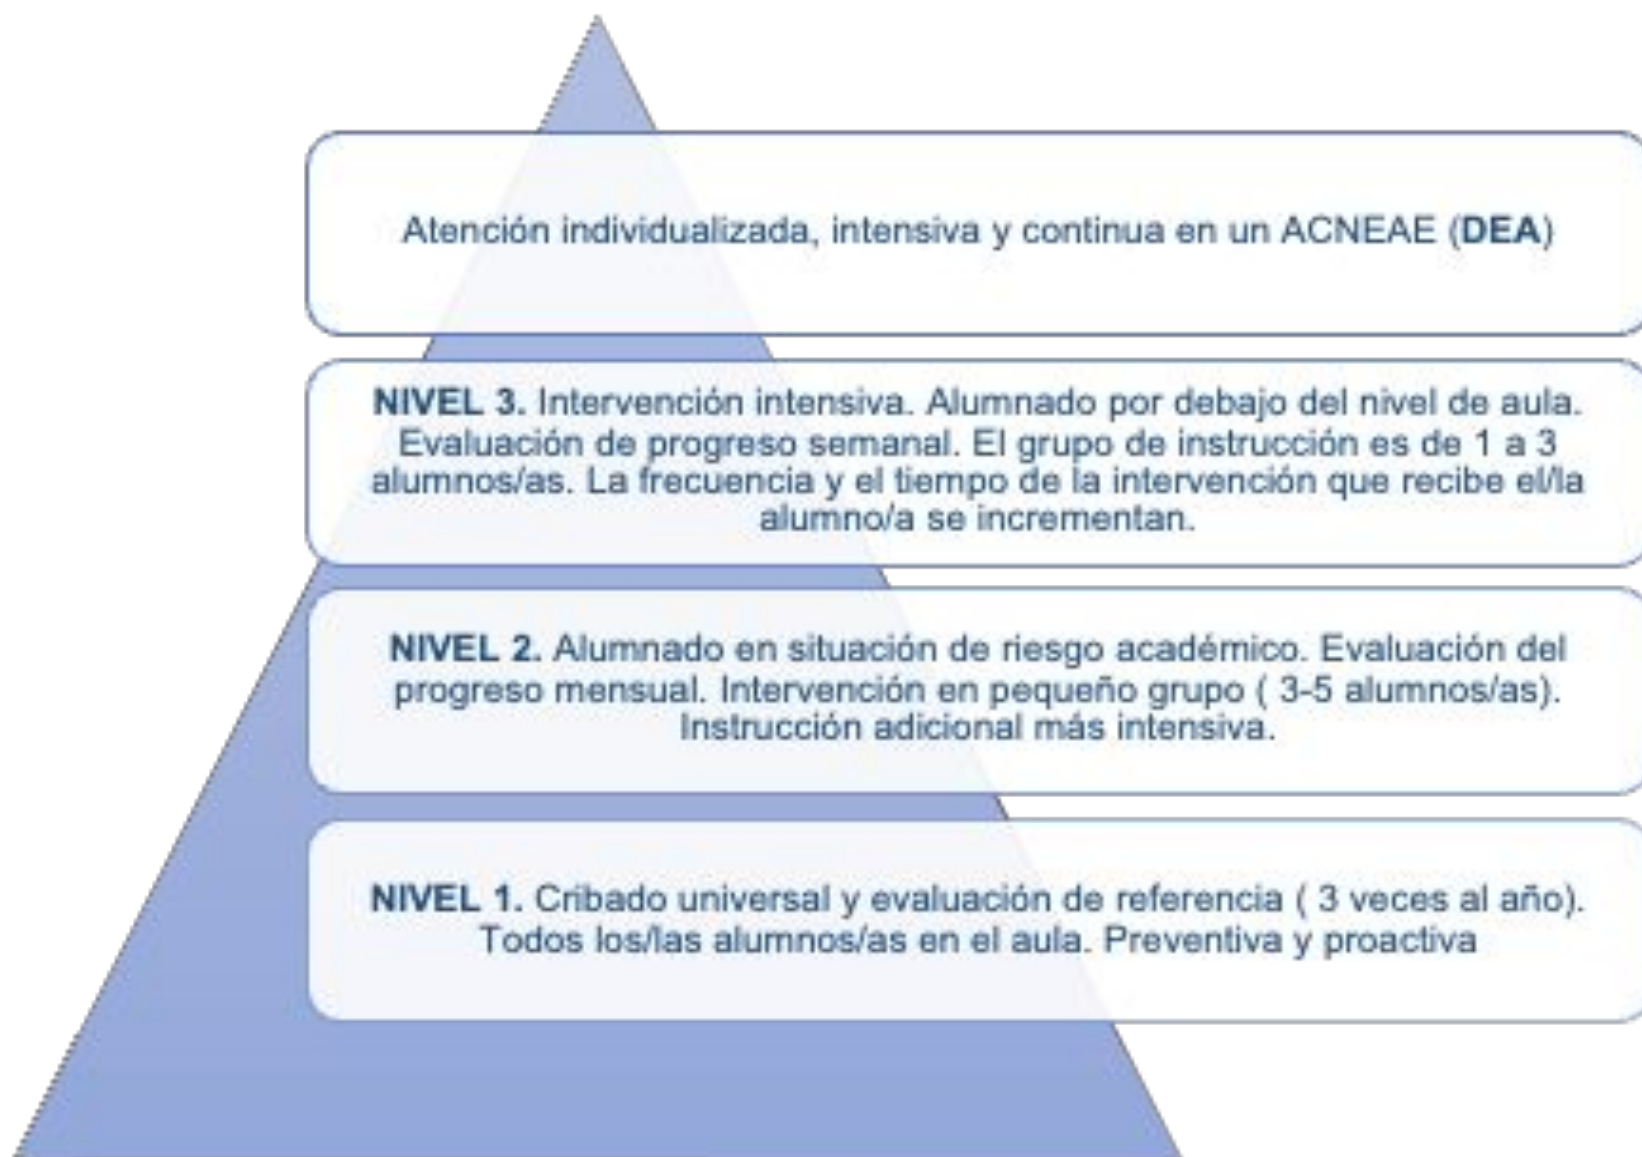 Atención individualizada, intensiva y continua en un ACNEAE (DEA)
NIVEL 3. Intervención intensiva. Alumnado por debajo del nivel de aula.
Evaluación de progreso semanal. El grupo de instrucción es de 1 a 3
alumnos/as. La frecuencia y el tiempo de la intervención que recibe el/la
alumno/a se incrementan.
NIVEL 2. Alumnado en situación de riesgo académico. Evaluación del
progreso mensual. Intervención en pequeño grupo ( 3-5 alumnos/as).
Instrucción adicional más intensiva.
NIVEL 1. Cribado universal y evaluación de referencia ( 3 veces al año).
Todos los/las alumnos/as en el aula. Preventiva y proactiva